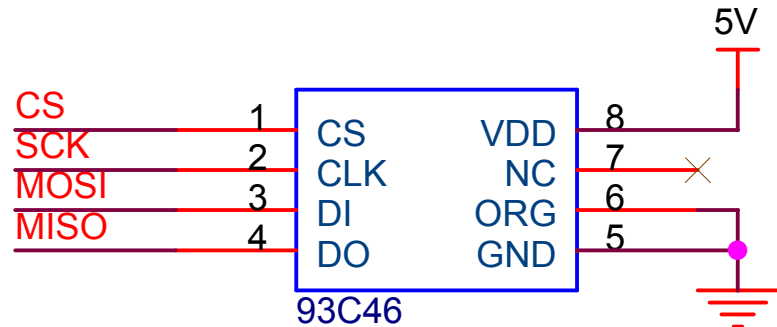 5V
CS 1 CS VDD 8
SCK 2 CLK NC 7
MOSI 3 DI ORG 6
MISO 4 DO GND 5
93C46